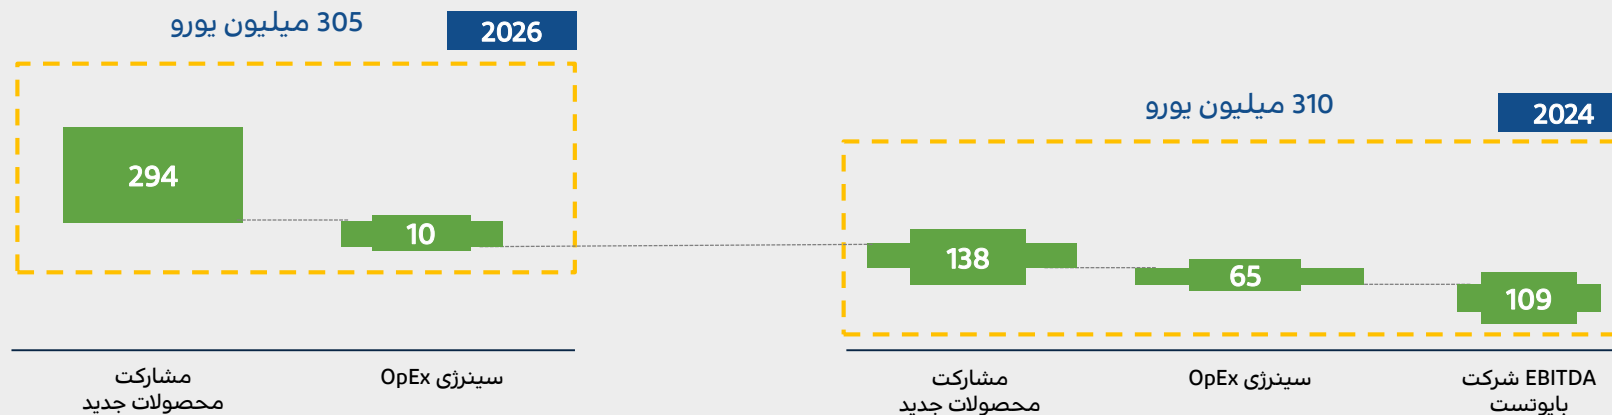 2024
310 میلیون یورو
109
65
138
EBITDA شرکت
بایوتست
سینرژی OpEx
مشارکت
محصولات جدید
2026
305 میلیون یورو
10
294
سینرژی OpEx
مشارکت
محصولات جدید